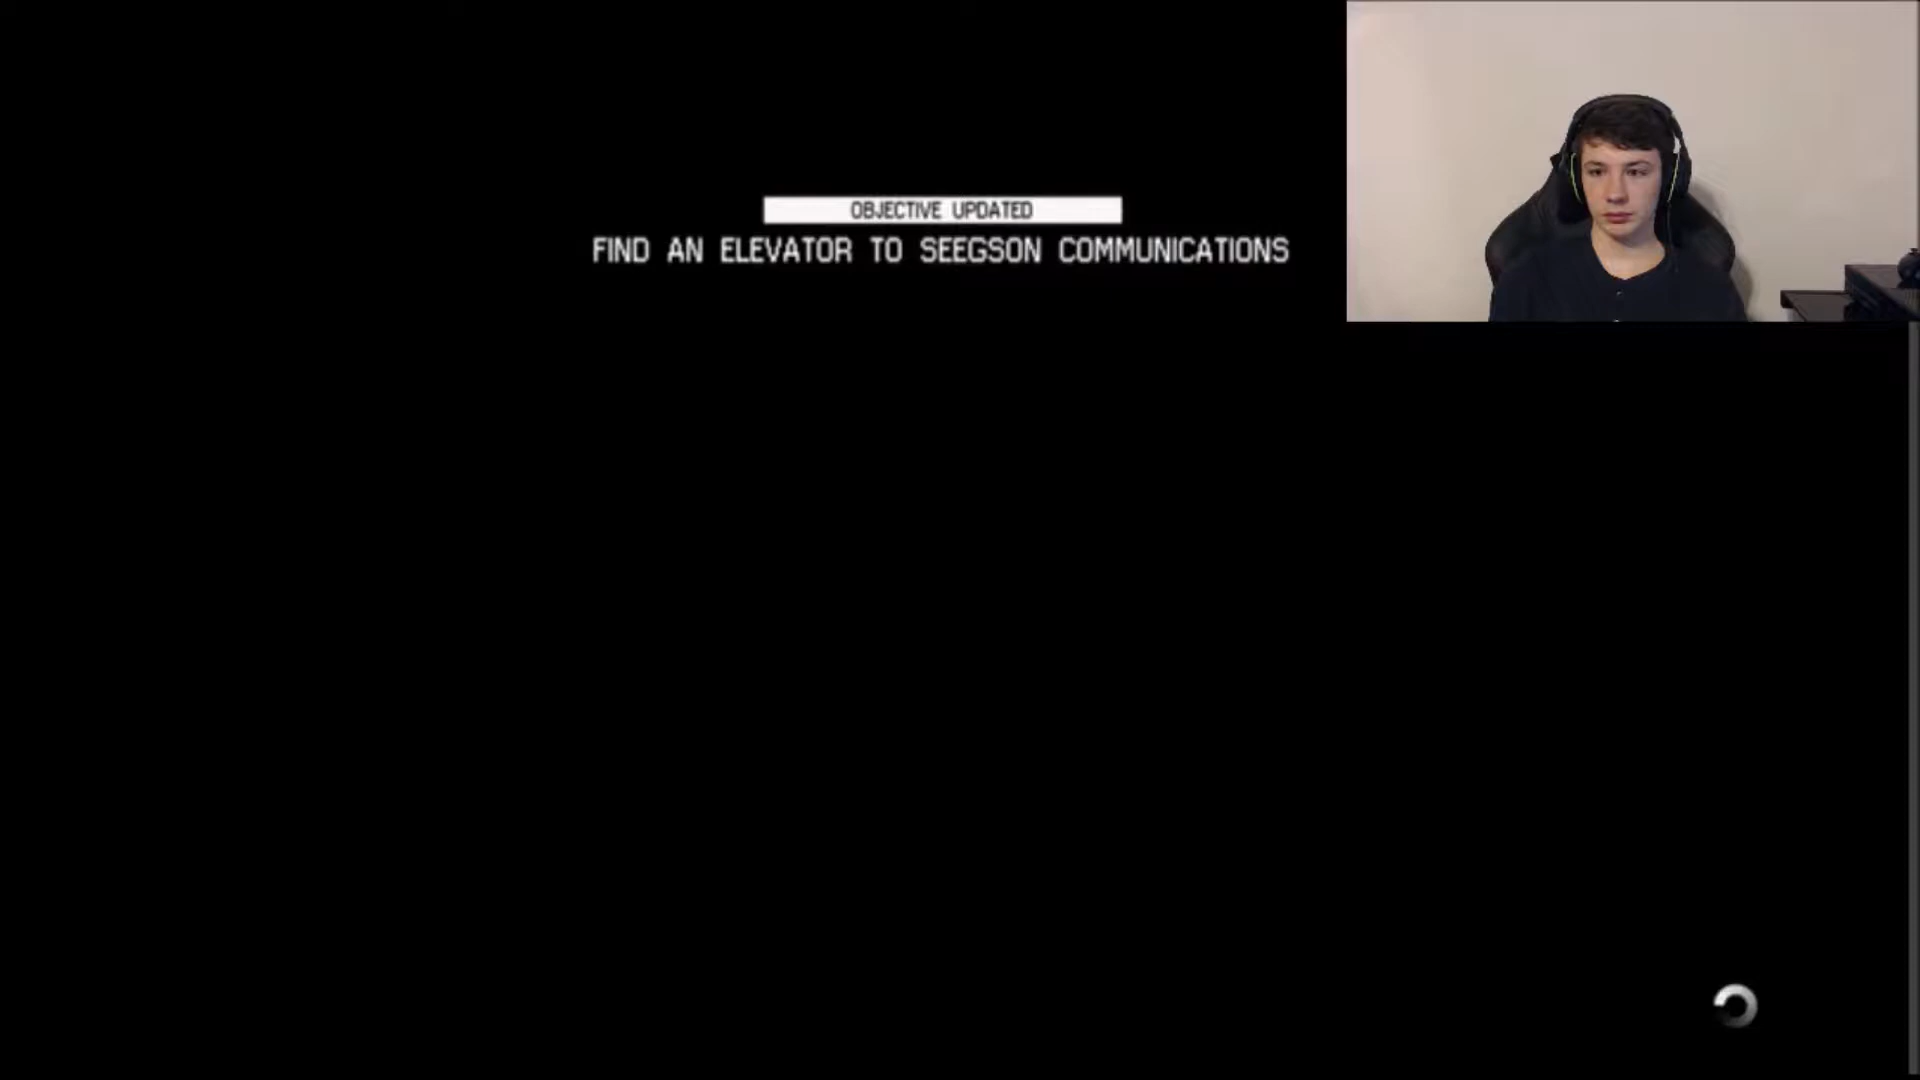 OBJECTIVE UPDATED
FIND AN ELEVATOR TO SEEGSON COMMUNICATIONS